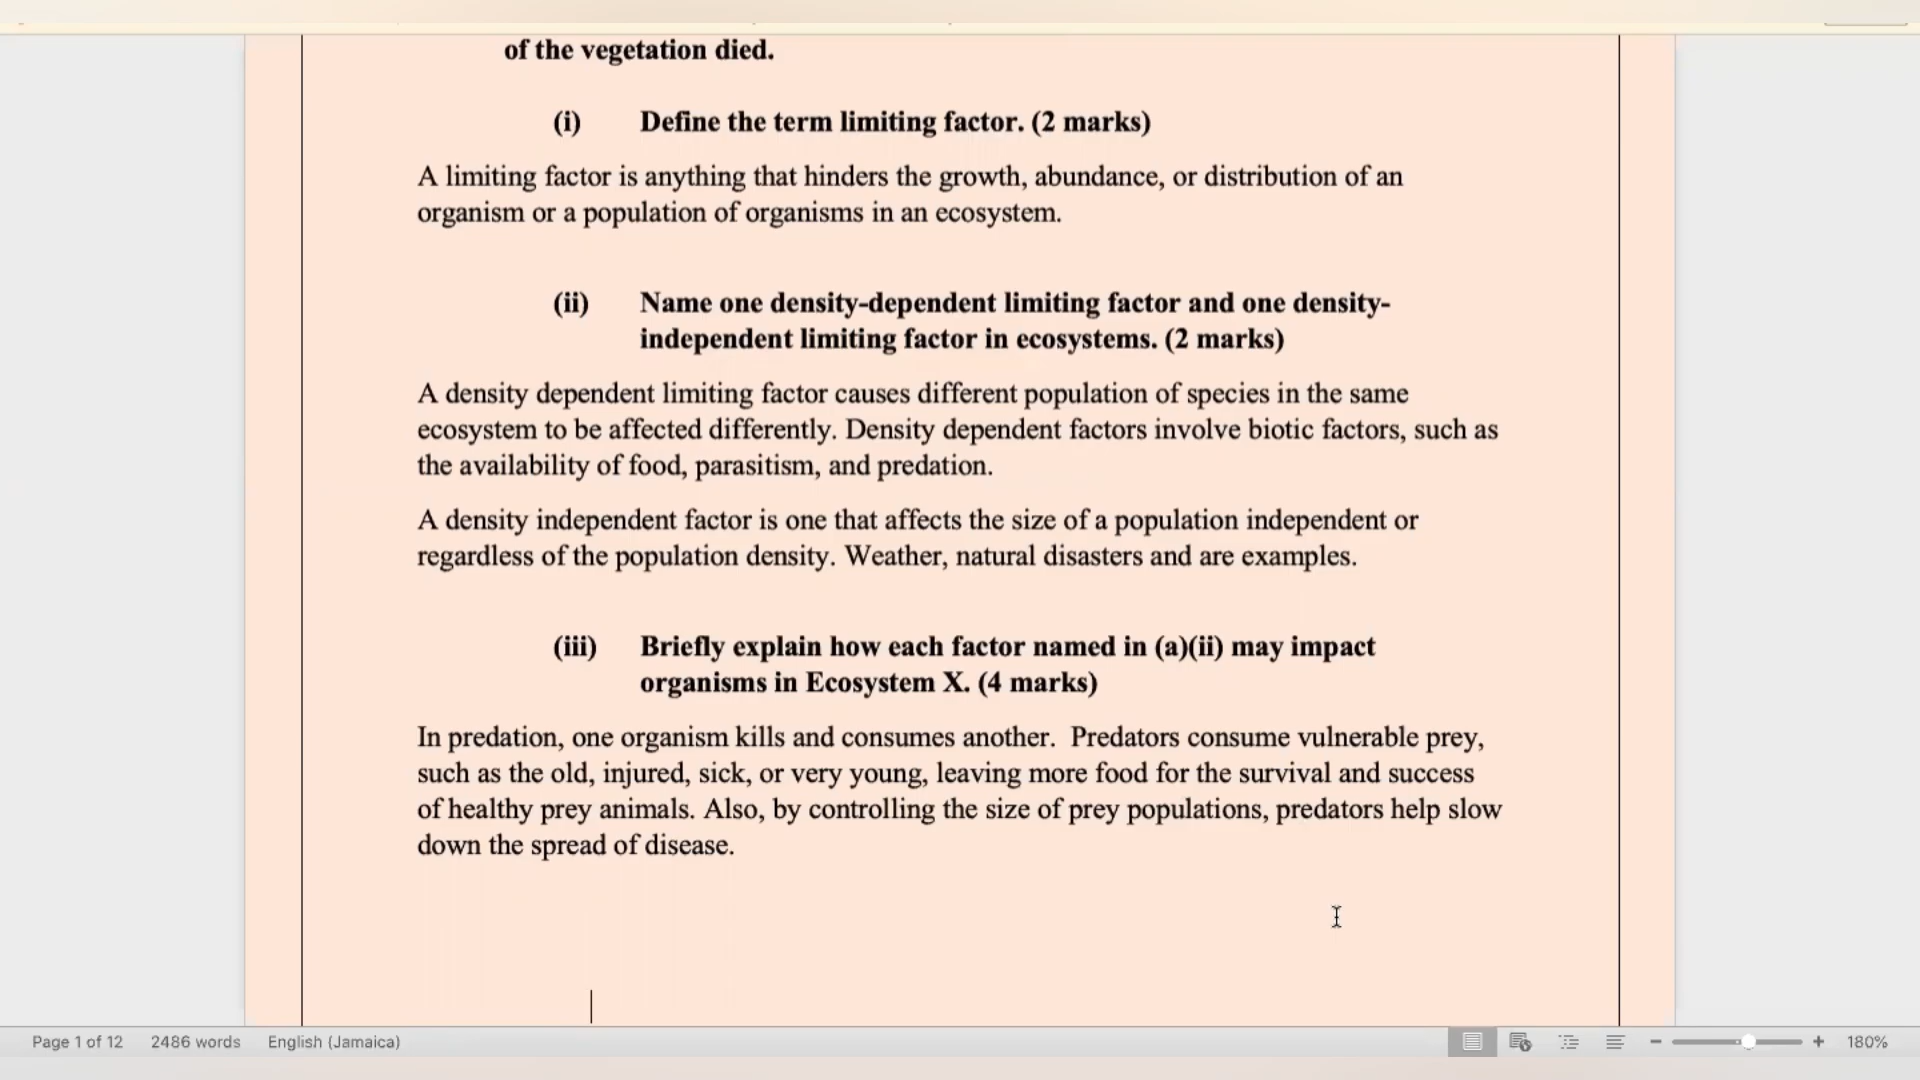 of the vegetation died.
(i) Define the term limiting factor. (2 marks)
A limiting factor is anything that hinders the growth, abundance, or distribution of an
organism or a population of organisms in an ecosystem.
(ii) Name one density-dependent limiting factor and one density-
independent limiting factor in ecosystems. (2 marks)
A density dependent limiting factor causes different population of species in the same
ecosystem to be affected differently. Density dependent factors involve biotic factors, such as
the availability of food, parasitism, and predation.
A density independent factor is one that affects the size of a population independent or
regardless of the population density. Weather, natural disasters and are examples.
(iii) Briefly explain how each factor named in (a)(ii) may impact
organisms in Ecosystem X. (4 marks)
In predation, one organism kills and consumes another.  Predators consume vulnerable prey,
such as the old, injured, sick, or very young, leaving more food for the survival and success
of healthy prey animals. Also, by controlling the size of prey populations, predators help slow
down the spread of disease.
Page 1 of 12 2486 words English (Jamaica) 180%